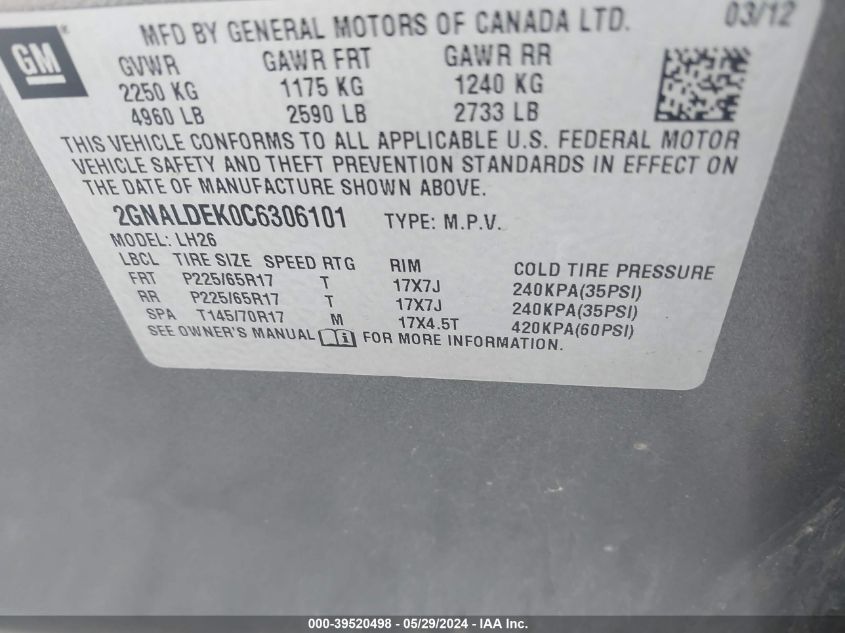 GM
MFD BY GENERAL MOTORS OF CANADA LTD. 03/12
GVWR GAWR FRT GAWR RR
2250 KG 1175 KG 1240 KG
4960 LB 2590 LB 2733 LB
THIS VEHICLE CONFORMS TO ALL APPLICABLE U.S. FEDERAL MOTOR
VEHICLE SAFETY AND THEFT PREVENTION STANDARDS IN EFFECT ON
THE DATE OF MANUFACTURE SHOWN ABOVE.
2GNALDEK0C6306101 TYPE: M.P.V.
MODEL: LH26
LBCL TIRE SIZE SPEED RTG RIM COLD TIRE PRESSURE
FRT P225/65R17 T 17X7J 240KPA(35PSI)
RR P225/65R17 T 17X7J 240KPA(35PSI)
SPA T145/70R17 M 17X4.5T 420KPA(60PSI)
SEE OWNER'S MANUAL FOR MORE INFORMATION.
000-39520498 - 05/29/2024 - IAA Inc.